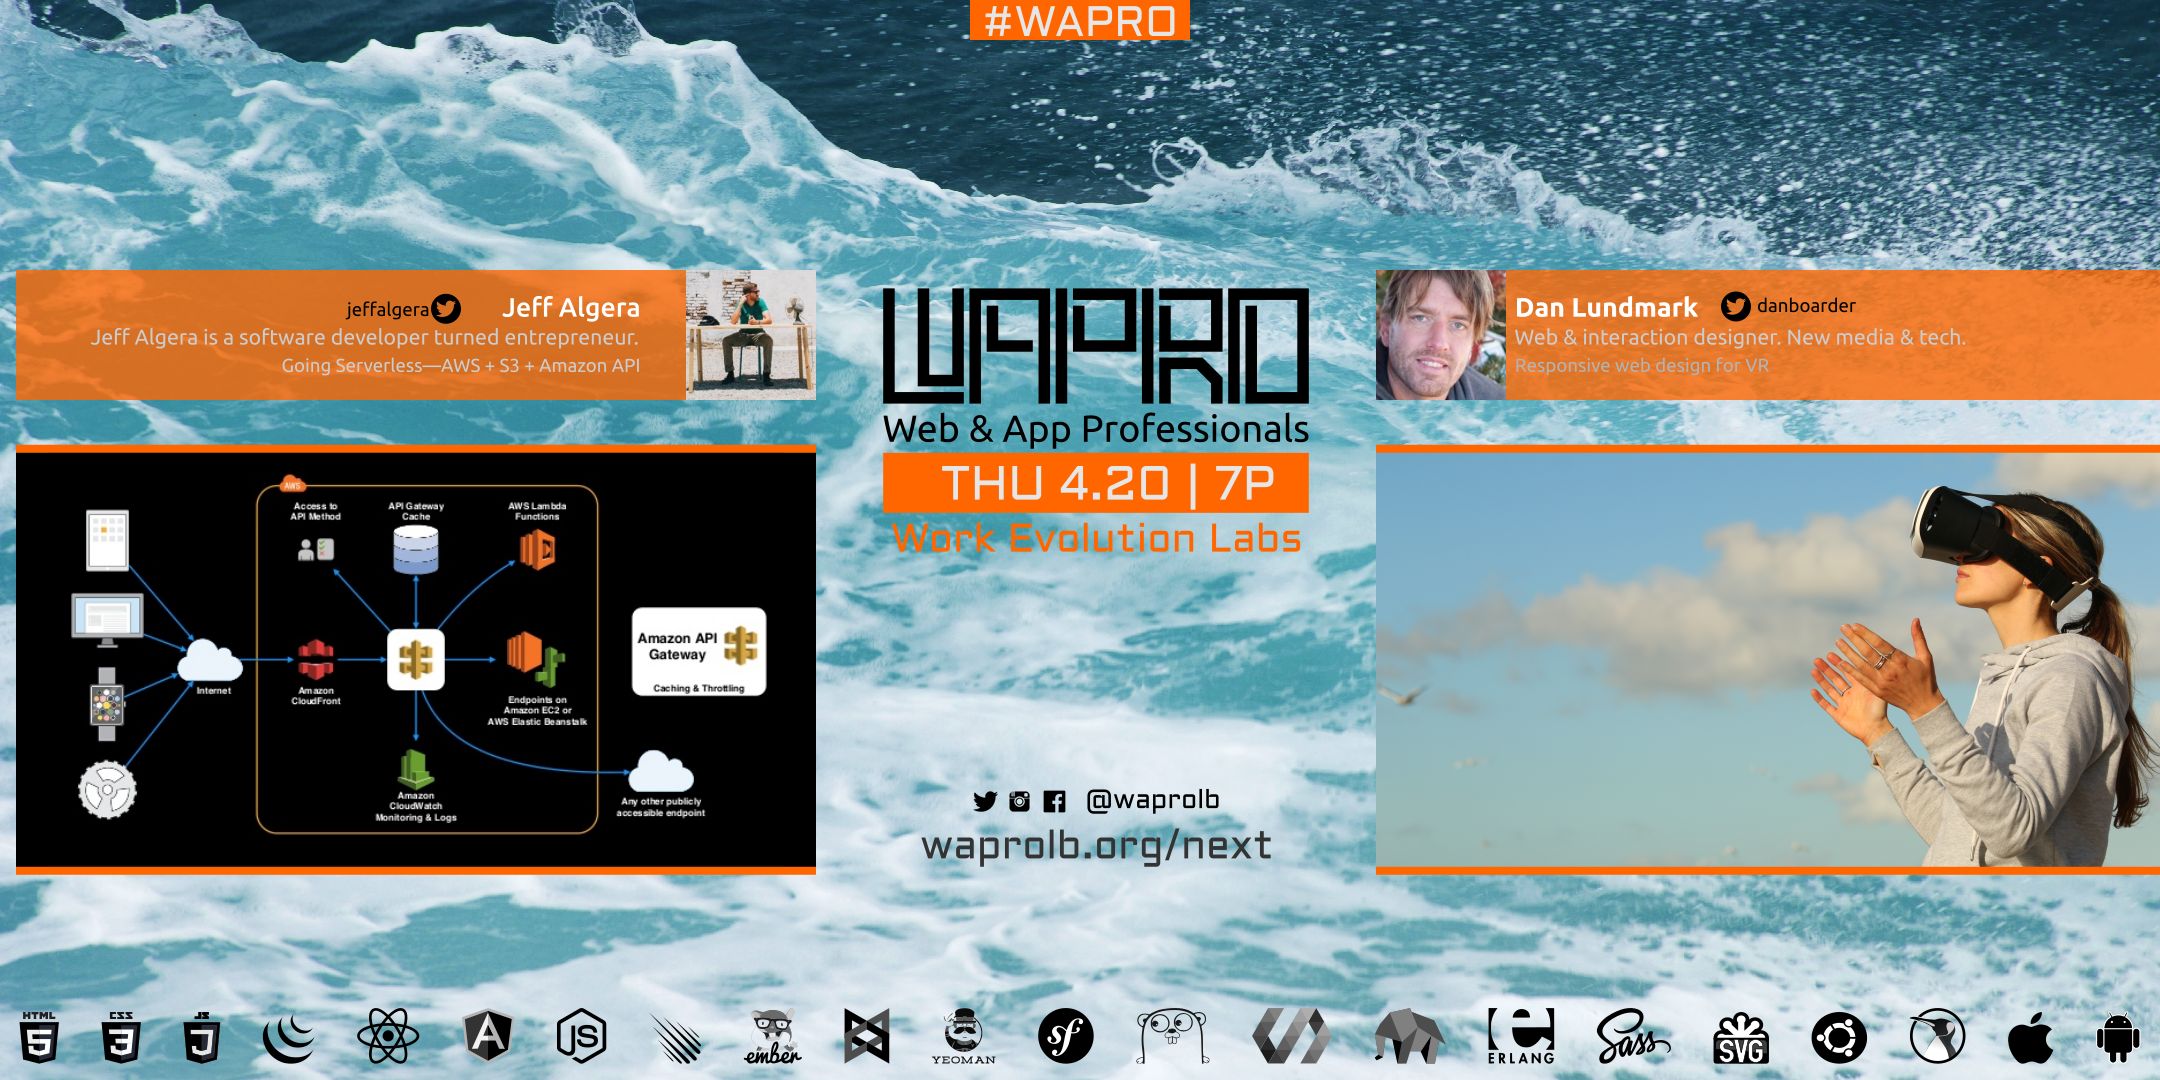 #WAPRO
jeffalgera Jeff Algera
Jeff Algera is a software developer turned entrepreneur.
Going Serverless—AWS + S3 + Amazon API
WAPRO
Web & App Professionals
THU 4.20 | 7P
Work Evolution Labs
Dan Lundmark danboarder
Web & interaction designer. New media & tech.
Responsive web design for VR
AWS
Access to
API Method
API Gateway
Cache
AWS Lambda
Functions
Internet
Amazon
CloudFront
Endpoints on
Amazon EC2 or
AWS Elastic Beanstalk
Amazon API
Gateway
Caching & Throttling
Amazon
CloudWatch
Monitoring & Logs
Any other publicly
accessible endpoint
@waprolb
waprolb.org/next
HTML
5
CSS
3
JS
A
JS
ember
YEOMAN
sf
e
ERLANG
Sass
SVG